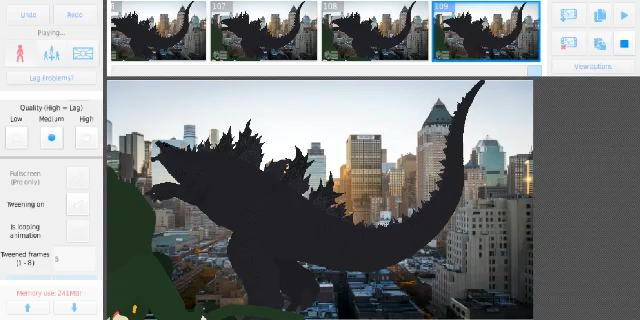 Undo Redo
Playing...
Lag Problems?
Quality (High = Lag)
Low Medium High
Fullscreen
(Pro only)
Tweening on
Is looping
animation
Tweened frames
(1 - 8)
5
Memory use: 241MB!
107
108
109
View options